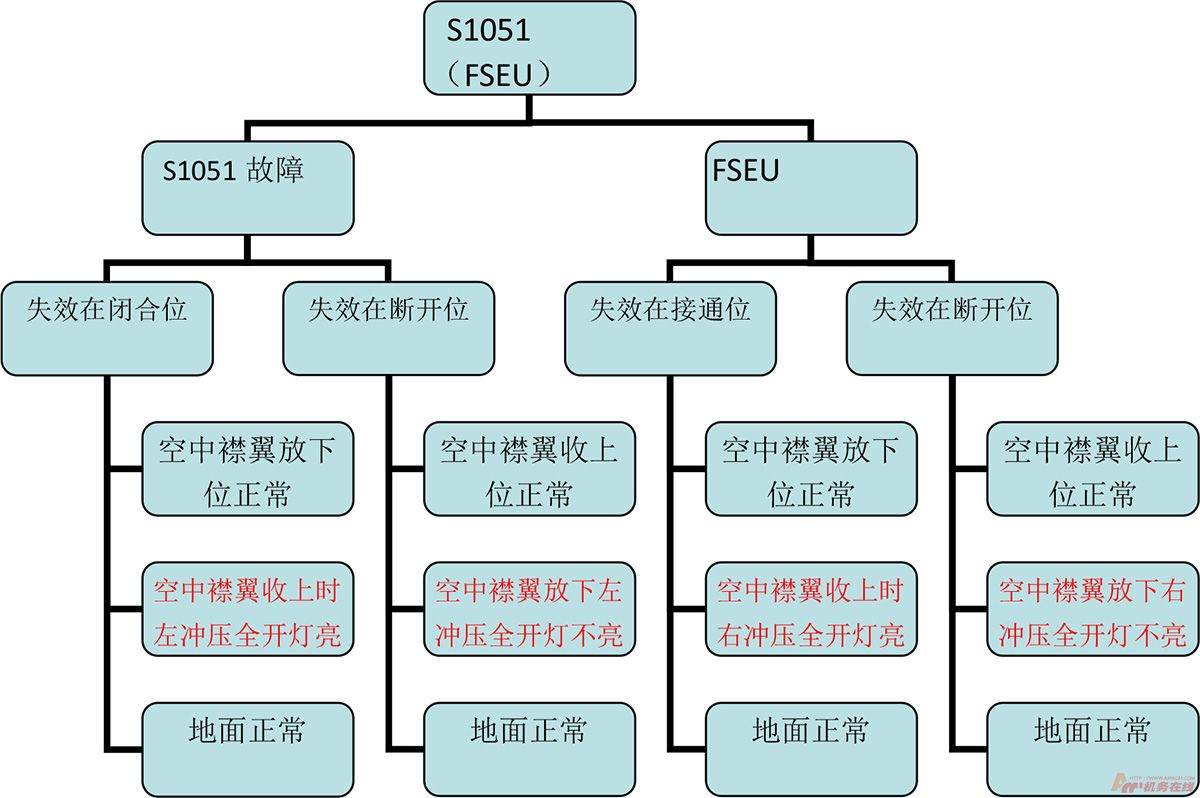 S1051
（FSEU）
S1051 故障
FSEU
失效在闭合位
失效在断开位
失效在接通位
失效在断开位
空中襟翼放下
位正常
空中襟翼收上
位正常
空中襟翼放下
位正常
空中襟翼收上
位正常
空中襟翼收上时
左冲压全开灯亮
空中襟翼放下左
冲压全开灯不亮
空中襟翼收上时
右冲压全开灯亮
空中襟翼放下右
冲压全开灯不亮
地面正常
地面正常
地面正常
地面正常
HTTP://WWW.AIRACM.COM
机务在线